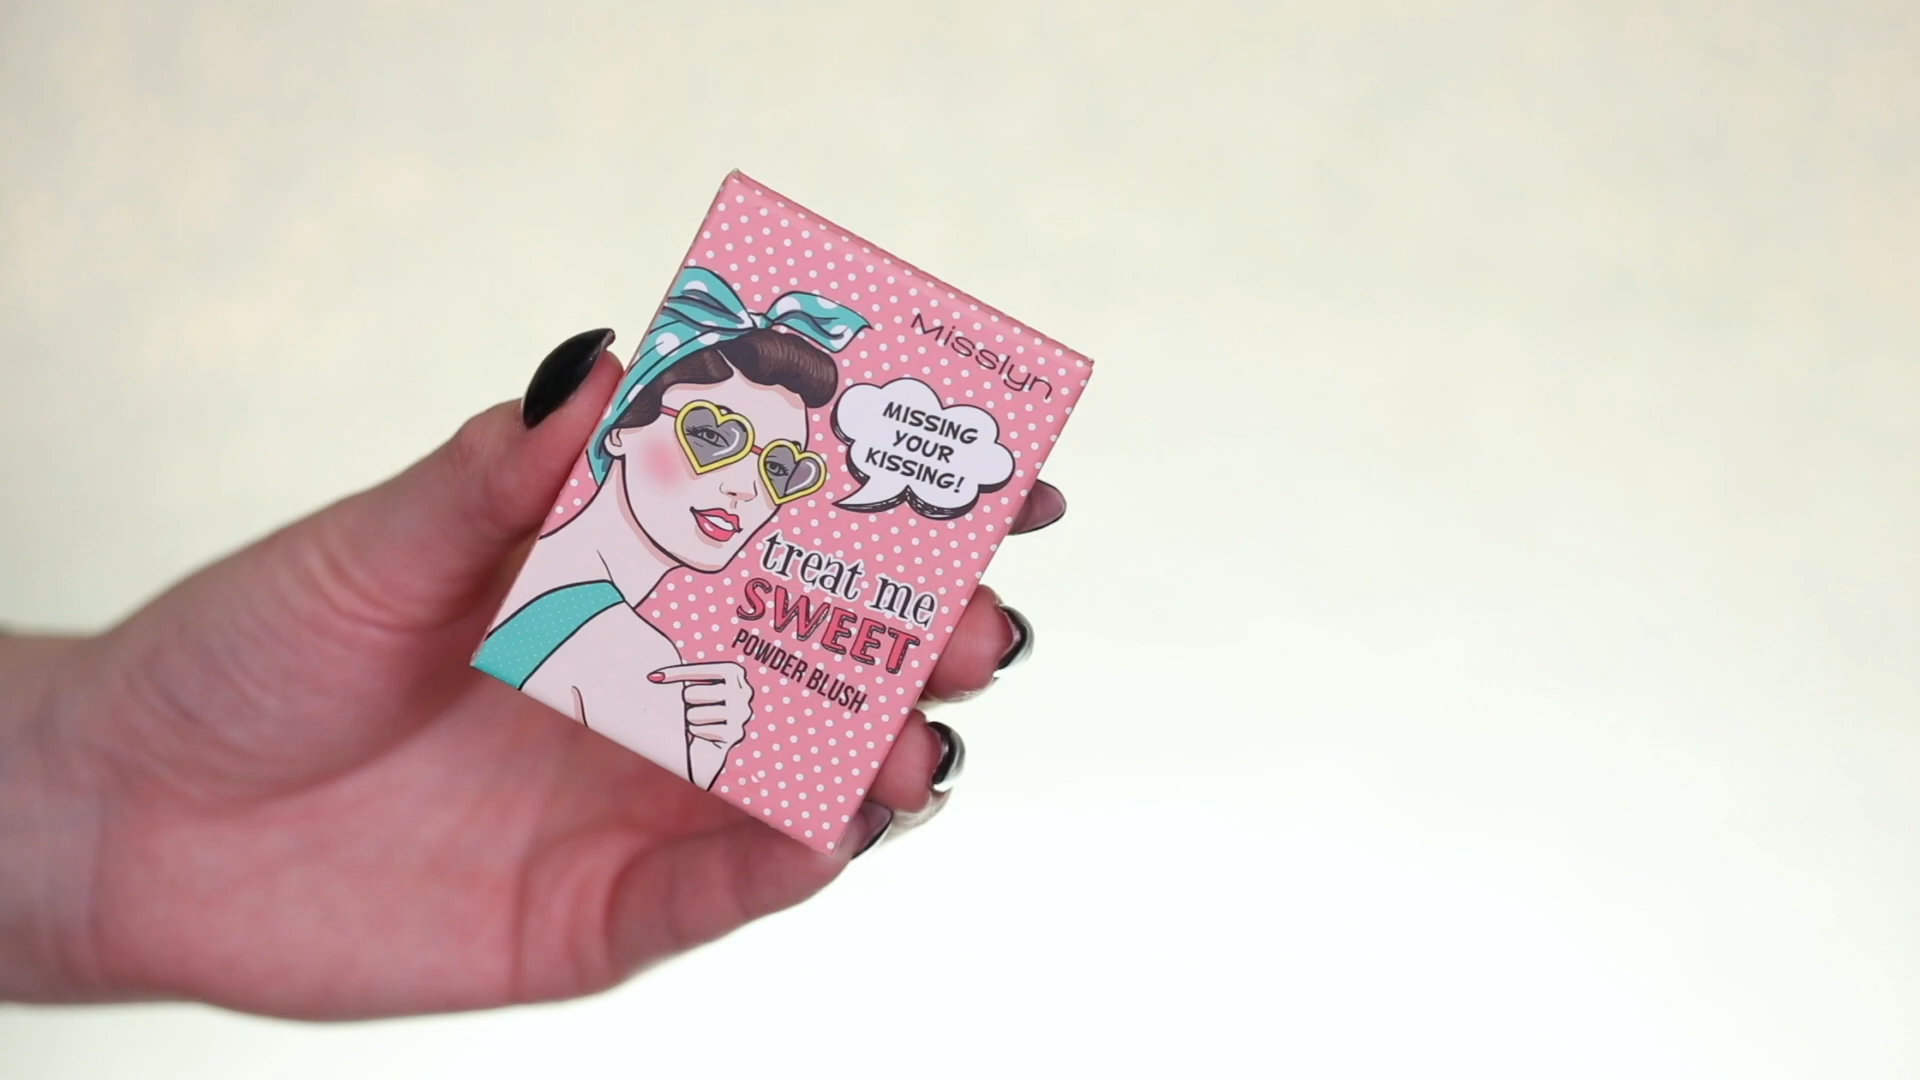 Misslyn
MISSING
YOUR
KISSING!
treat me
SWEET
POWDER BLUSH